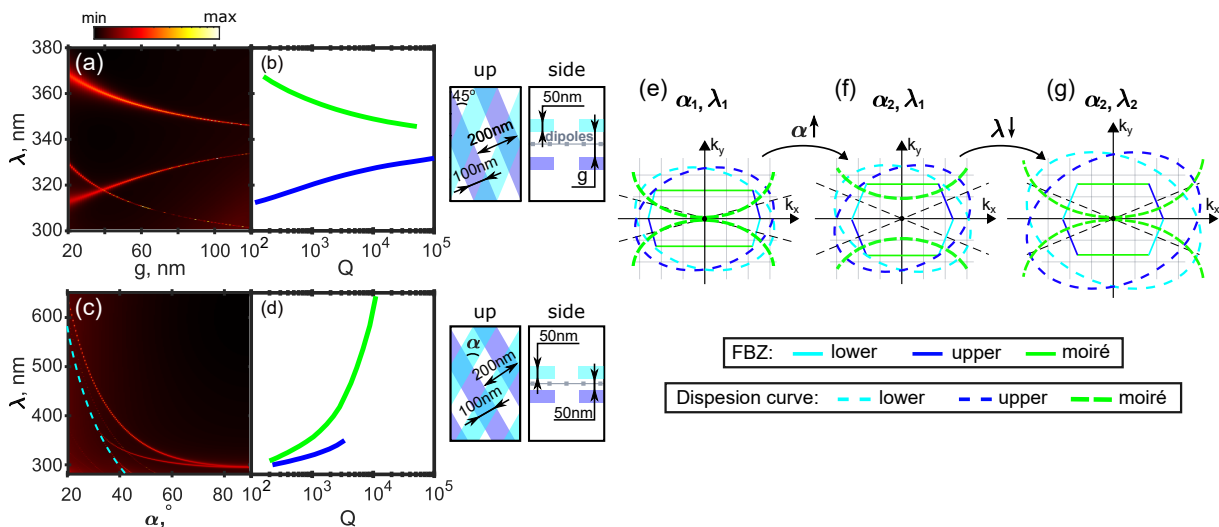 min max
(a)
380
360
340
320
300
λ, nm
20 60 100
g, nm
(b)
10² 10³ 10⁴ 10⁵
Q
up side
45°
200nm
100nm
50nm
dipoles
g
(c)
600
500
400
300
λ, nm
20 40 60 80
α,°
(d)
10² 10³ 10⁴ 10⁵
Q
up side
α
200nm
100nm
50nm
50nm
(e) α₁, λ₁
ky
kx
α↑
(f) α₂, λ₁
ky
kx
λ↓
(g) α₂, λ₂
ky
kx
FBZ: lower upper moiré
Dispesion curve: lower upper moiré